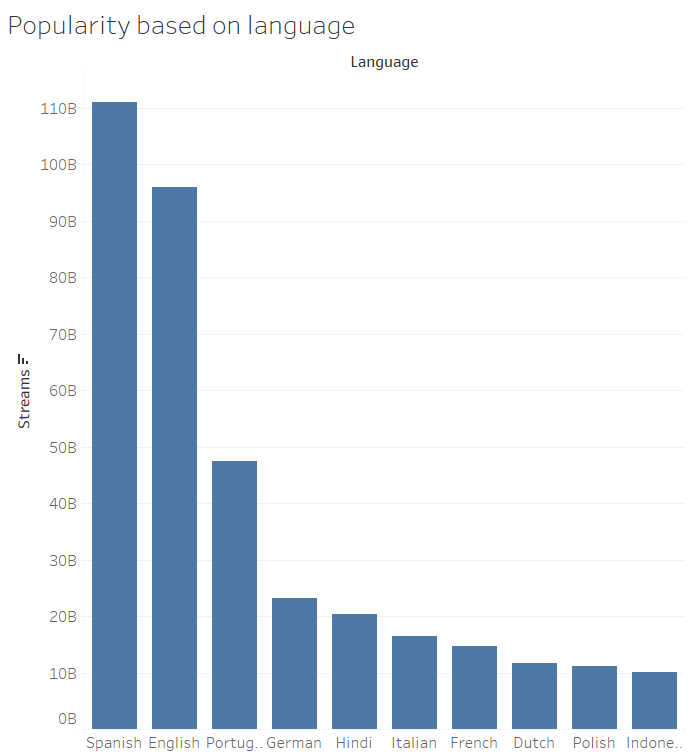 Popularity based on language
Language
110B
100B
90B
80B
70B
60B
50B
40B
30B
20B
10B
0B
Streams
Spanish English Portug.. German Hindi Italian French Dutch Polish Indone..